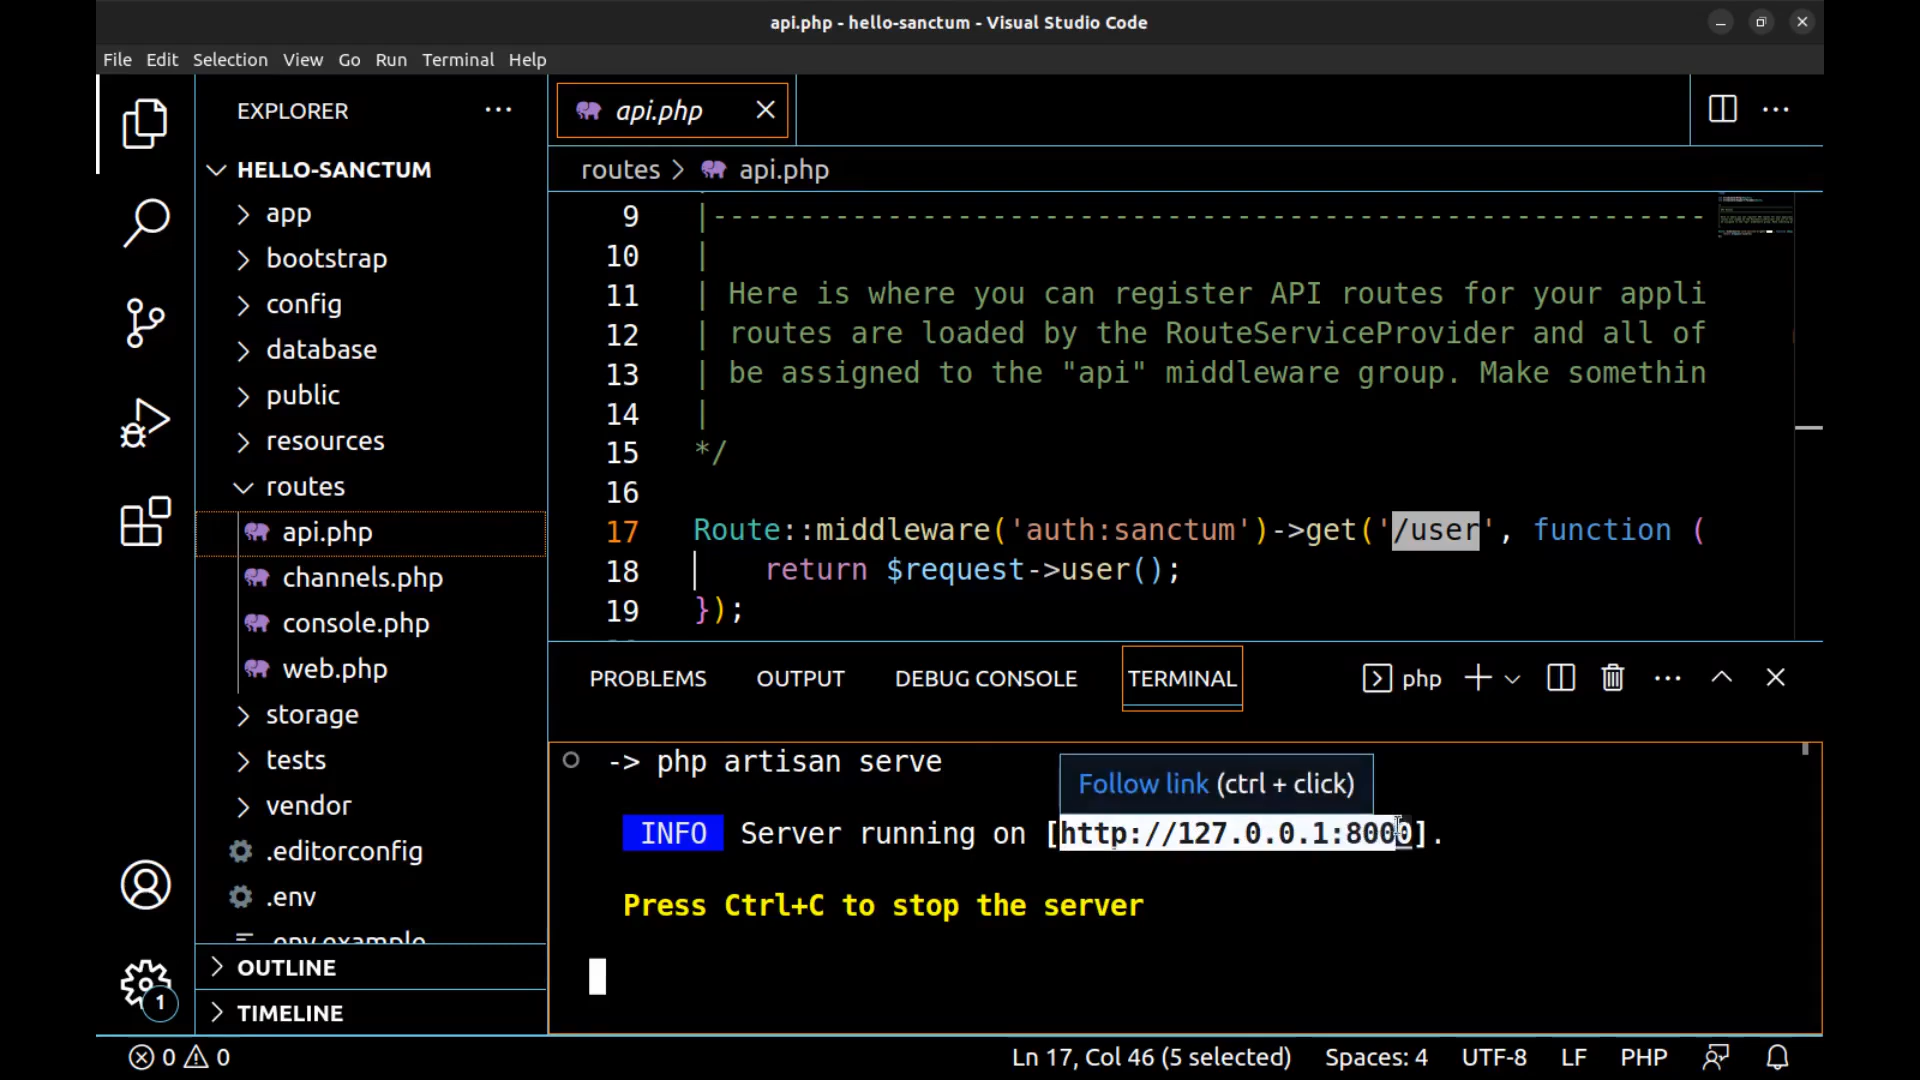 api.php - hello-sanctum - Visual Studio Code
File Edit Selection View Go Run Terminal Help
EXPLORER
HELLO-SANCTUM
app
bootstrap
config
database
public
resources
routes
api.php
channels.php
console.php
web.php
storage
tests
vendor
.editorconfig
.env
.env.example
OUTLINE
TIMELINE
1
api.php
routes > api.php
9 |--------------------------------------------------------
10 |
11 | Here is where you can register API routes for your appli
12 | routes are loaded by the RouteServiceProvider and all of
13 | be assigned to the "api" middleware group. Make somethin
14 |
15 */
16
17 Route::middleware('auth:sanctum')->get('/user', function (
18 return $request->user();
19 });
PROBLEMS OUTPUT DEBUG CONSOLE TERMINAL php
-> php artisan serve
Follow link (ctrl + click)
INFO Server running on [http://127.0.0.1:8000].
Press Ctrl+C to stop the server
0 0 Ln 17, Col 46 (5 selected) Spaces: 4 UTF-8 LF PHP